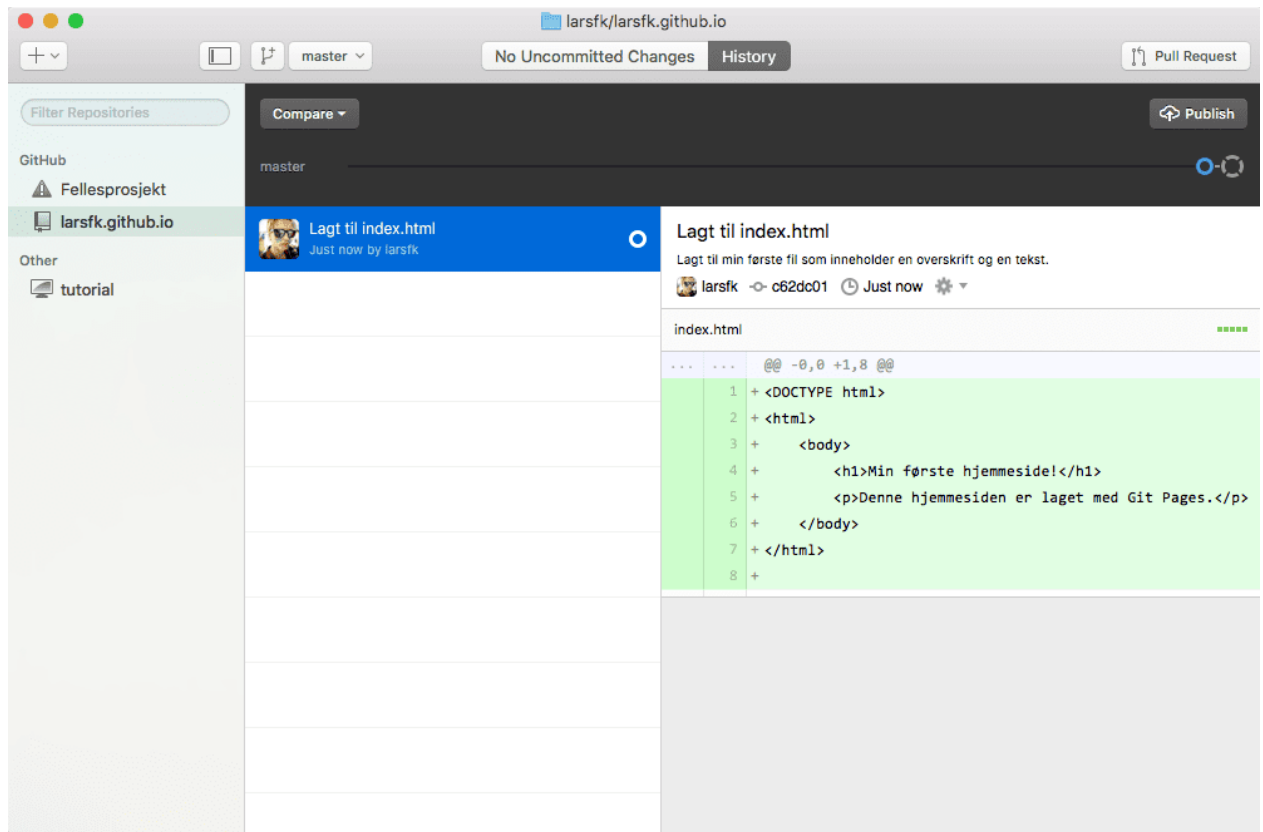 larsfk/larsfk.github.io
master
No Uncommitted Changes
History
Pull Request
Filter Repositories
GitHub
Fellesprosjekt
larsfk.github.io
Other
tutorial
Compare
Publish
master
Lagt til index.html
Just now by larsfk
Lagt til index.html
Lagt til min første fil som inneholder en overskrift og en tekst.
larsfk c62dc01 Just now
index.html
... ... @@ -0,0 +1,8 @@
1 + <DOCTYPE html>
2 + <html>
3 +     <body>
4 +         <h1>Min første hjemmeside!</h1>
5 +         <p>Denne hjemmesiden er laget med Git Pages.</p>
6 +     </body>
7 + </html>
8 +